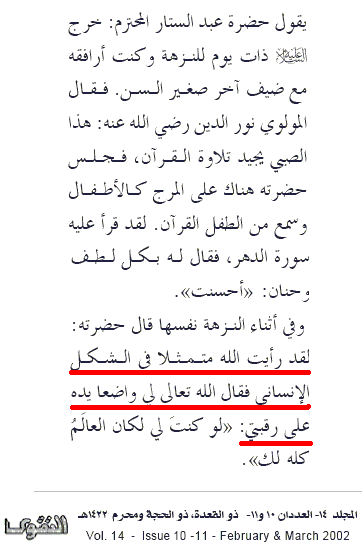 يقول حضرة عبد الستار المحترم: خرج
عليه السلام ذات يوم للنزهة وكنت أرافقه
مع ضيف آخر صغير السن. فقال
المولوي نور الدين رضي الله عنه: هذا
الصبي يجيد تلاوة القرآن، فجلس
حضرته هناك على المرج كالأطفال
وسمع من الطفل القرآن. لقد قرأ عليه
سورة الدهر، فقال له بكل لطف
وحنان: «أحسنت».
وفي أثناء النزهة نفسها قال حضرته:
لقد رأيت الله متمثلا في الشكل
الإنساني فقال الله تعالى لي واضعا يده
على رقبتي: «لو كنتَ لي لكان العالَمُ
كله لك».
المجلد ١٤- العددان ١٠ و١١- ذو القعدة، ذو الحجة ومحرم ١٤٢٢هـ
Vol. 14 - Issue 10 -11 - February & March 2002
التقوى